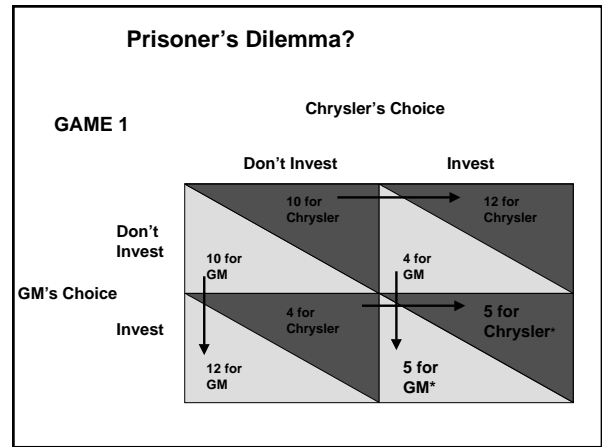 Prisoner's Dilemma?
Chrysler's Choice
GAME 1
Don't Invest
Invest
10 for
Chrysler
12 for
Chrysler
Don't
Invest
10 for
GM
4 for
GM
GM's Choice
4 for
Chrysler
5 for
Chrysler*
Invest
12 for
GM
5 for
GM*